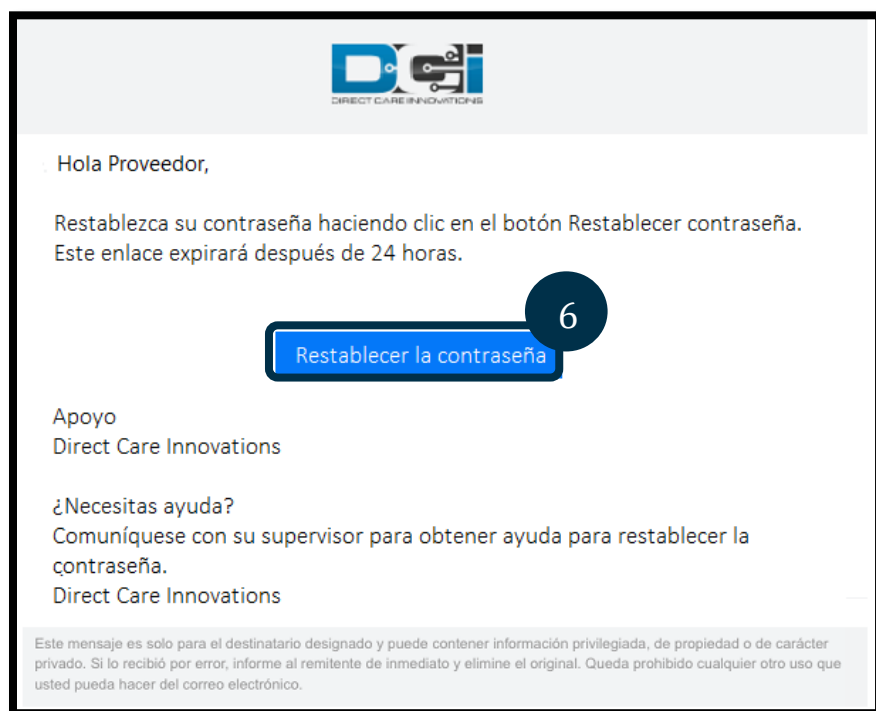 DCi
DIRECT CARE INNOVATIONS
Hola Proveedor,
Restablezca su contraseña haciendo clic en el botón Restablecer contraseña.
Este enlace expirará después de 24 horas.
6
Restablecer la contraseña
Apoyo
Direct Care Innovations
¿Necesitas ayuda?
Comuníquese con su supervisor para obtener ayuda para restablecer la
contraseña.
Direct Care Innovations
Este mensaje es solo para el destinatario designado y puede contener información privilegiada, de propiedad o de carácter
privado. Si lo recibió por error, informe al remitente de inmediato y elimine el original. Queda prohibido cualquier otro uso que
usted pueda hacer del correo electrónico.